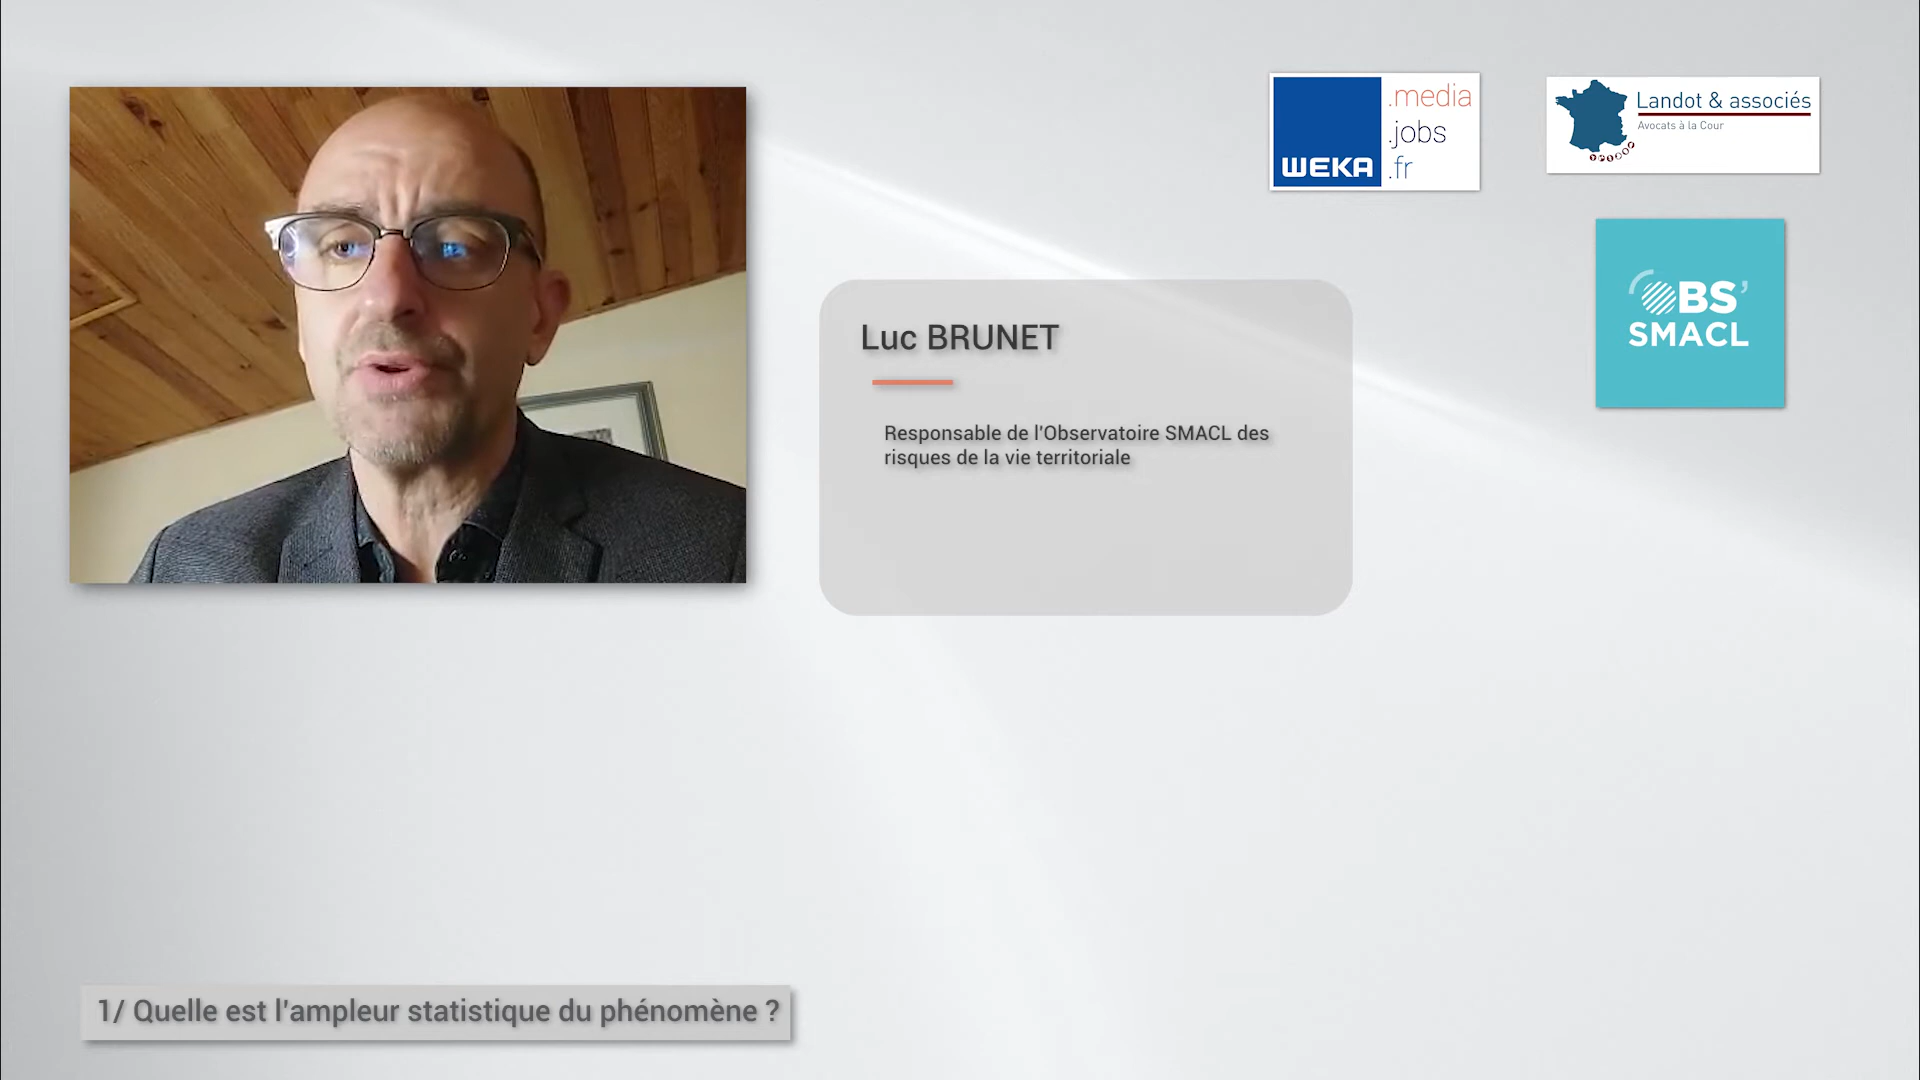 WEKA
.media
.jobs
.fr
Landot & associés
Avocats à la Cour
OBS'
SMACL
Luc BRUNET
Responsable de l'Observatoire SMACL des
risques de la vie territoriale
1/ Quelle est l'ampleur statistique du phénomène ?